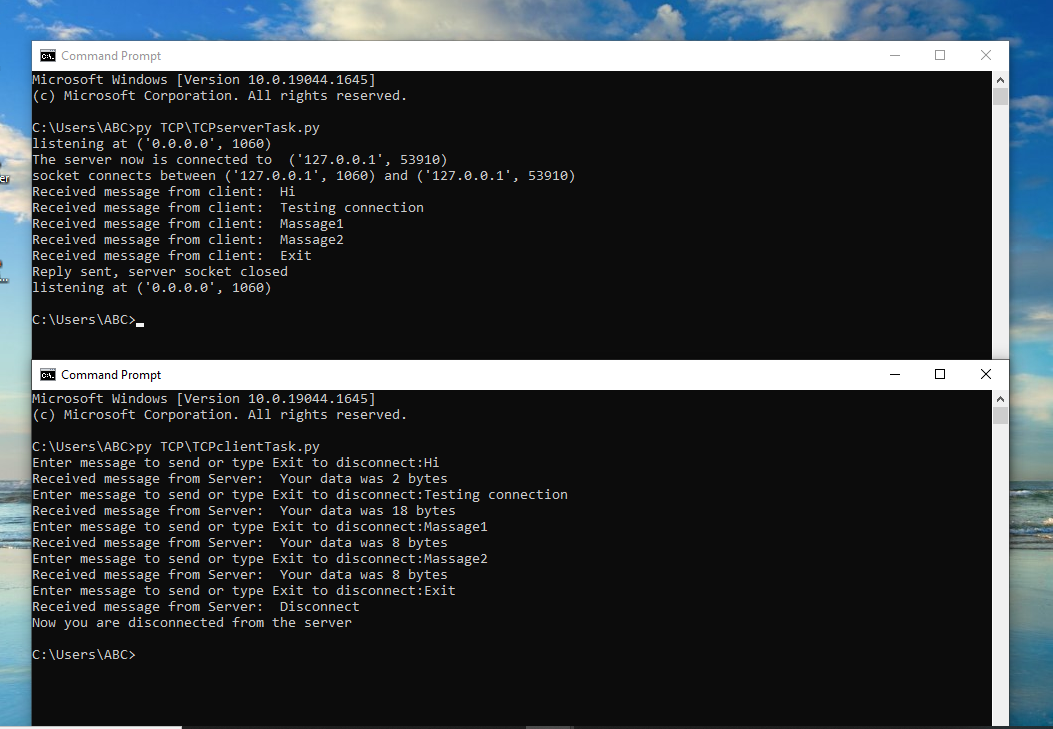 Command Prompt
Microsoft Windows [Version 10.0.19044.1645]
(c) Microsoft Corporation. All rights reserved.
C:\Users\ABC>py TCP\TCPserverTask.py
listening at ('0.0.0.0', 1060)
The server now is connected to  ('127.0.0.1', 53910)
socket connects between ('127.0.0.1', 1060) and ('127.0.0.1', 53910)
Received message from client:  Hi
Received message from client:  Testing connection
Received message from client:  Massage1
Received message from client:  Massage2
Received message from client:  Exit
Reply sent, server socket closed
listening at ('0.0.0.0', 1060)
C:\Users\ABC>
Command Prompt
Microsoft Windows [Version 10.0.19044.1645]
(c) Microsoft Corporation. All rights reserved.
C:\Users\ABC>py TCP\TCPclientTask.py
Enter message to send or type Exit to disconnect:Hi
Received message from Server:  Your data was 2 bytes
Enter message to send or type Exit to disconnect:Testing connection
Received message from Server:  Your data was 18 bytes
Enter message to send or type Exit to disconnect:Massage1
Received message from Server:  Your data was 8 bytes
Enter message to send or type Exit to disconnect:Massage2
Received message from Server:  Your data was 8 bytes
Enter message to send or type Exit to disconnect:Exit
Received message from Server:  Disconnect
Now you are disconnected from the server
C:\Users\ABC>